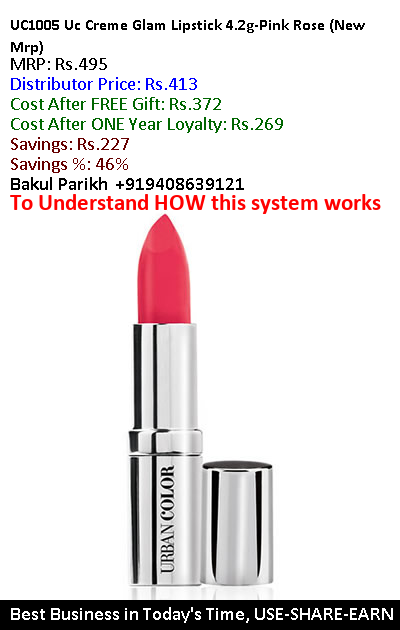 UC1005 Uc Creme Glam Lipstick 4.2g-Pink Rose (New
Mrp)
MRP: Rs.495
Distributor Price: Rs.413
Cost After FREE Gift: Rs.372
Cost After ONE Year Loyalty: Rs.269
Savings: Rs.227
Savings %: 46%
Bakul Parikh +919408639121
To Understand HOW this system works
URBAN COLOR
Best Business in Today's Time, USE-SHARE-EARN